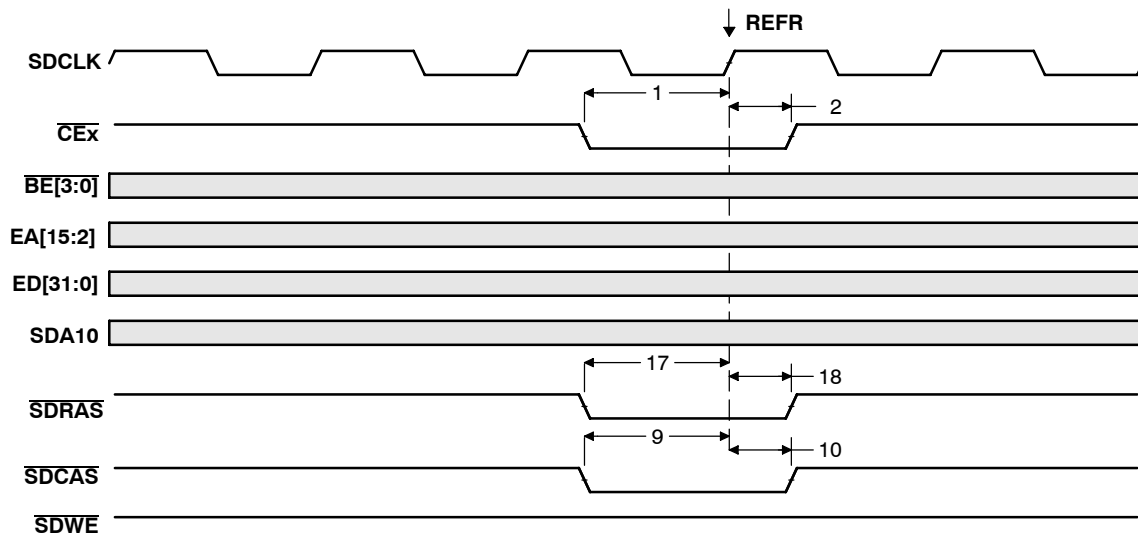 REFR
SDCLK
1
2
CEx
BE[3:0]
EA[15:2]
ED[31:0]
SDA10
17
18
SDRAS
9
10
SDCAS
SDWE